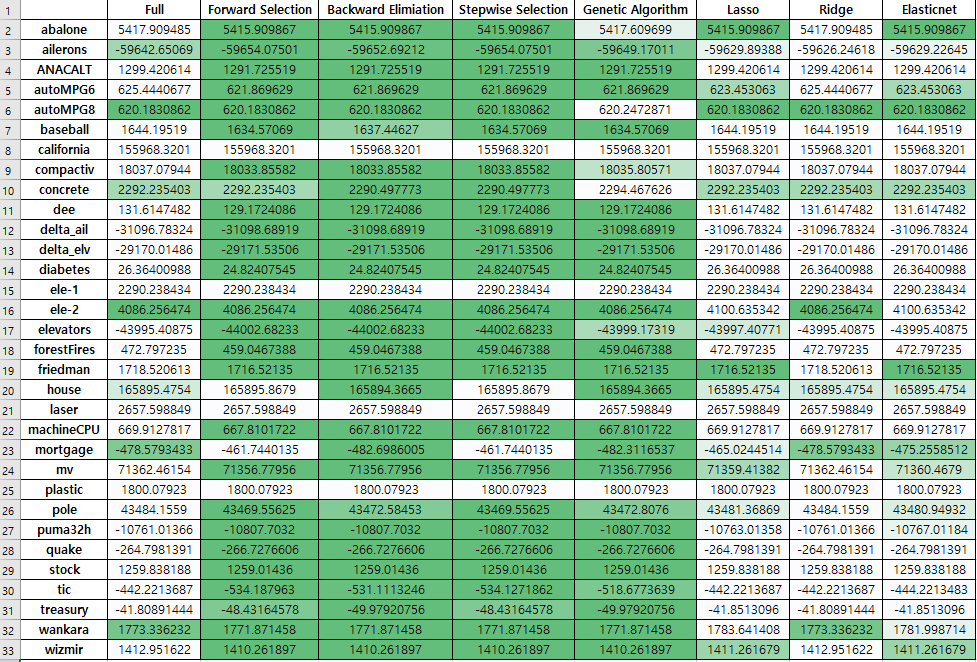 1 Full Forward Selection Backward Elimiation Stepwise Selection Genetic Algorithm Lasso Ridge Elasticnet
2 abalone 5417.909485 5415.909867 5415.909867 5415.909867 5417.609699 5415.909867 5417.909485 5415.909867
3 ailerons -59642.65069 -59654.07501 -59652.69212 -59654.07501 -59649.17011 -59629.89388 -59626.24618 -59629.22645
4 ANACALT 1299.420614 1291.725519 1291.725519 1291.725519 1291.725519 1299.420614 1299.420614 1299.420614
5 autoMPG6 625.4440677 621.869629 621.869629 621.869629 621.869629 623.453063 625.4440677 623.453063
6 autoMPG8 620.1830862 620.1830862 620.1830862 620.1830862 620.2472871 620.1830862 620.1830862 620.1830862
7 baseball 1644.19519 1634.57069 1637.44627 1634.57069 1634.57069 1644.19519 1644.19519 1644.19519
8 california 155968.3201 155968.3201 155968.3201 155968.3201 155968.3201 155968.3201 155968.3201 155968.3201
9 compactiv 18037.07944 18033.85582 18033.85582 18033.85582 18035.80571 18037.07944 18037.07944 18037.07944
10 concrete 2292.235403 2292.235403 2290.497773 2290.497773 2294.467626 2292.235403 2292.235403 2292.235403
11 dee 131.6147482 129.1724086 129.1724086 129.1724086 129.1724086 131.6147482 131.6147482 131.6147482
12 delta_ail -31096.78324 -31098.68919 -31098.68919 -31098.68919 -31098.68919 -31096.78324 -31096.78324 -31096.78324
13 delta_elv -29170.01486 -29171.53506 -29171.53506 -29171.53506 -29171.53506 -29170.01486 -29170.01486 -29170.01486
14 diabetes 26.36400988 24.82407545 24.82407545 24.82407545 24.82407545 26.36400988 26.36400988 26.36400988
15 ele-1 2290.238434 2290.238434 2290.238434 2290.238434 2290.238434 2290.238434 2290.238434 2290.238434
16 ele-2 4086.256474 4086.256474 4086.256474 4086.256474 4086.256474 4100.635342 4086.256474 4100.635342
17 elevators -43995.40875 -44002.68233 -44002.68233 -44002.68233 -43999.17319 -43997.40771 -43995.40875 -43995.40875
18 forestFires 472.797235 459.0467388 459.0467388 459.0467388 459.0467388 472.797235 472.797235 472.797235
19 friedman 1718.520613 1716.52135 1716.52135 1716.52135 1716.52135 1716.52135 1718.520613 1716.52135
20 house 165895.4754 165895.8679 165894.3665 165895.8679 165894.3665 165895.4754 165895.4754 165895.4754
21 laser 2657.598849 2657.598849 2657.598849 2657.598849 2657.598849 2657.598849 2657.598849 2657.598849
22 machineCPU 669.9127817 667.8101722 667.8101722 667.8101722 667.8101722 669.9127817 669.9127817 669.9127817
23 mortgage -478.5793433 -461.7440135 -482.6986005 -461.7440135 -482.3116537 -465.0244514 -478.5793433 -475.2558512
24 mv 71362.46154 71356.77956 71356.77956 71356.77956 71356.77956 71359.41382 71362.46154 71360.4679
25 plastic 1800.07923 1800.07923 1800.07923 1800.07923 1800.07923 1800.07923 1800.07923 1800.07923
26 pole 43484.1559 43469.55625 43472.58453 43469.55625 43472.8076 43481.36869 43484.1559 43480.94932
27 puma32h -10761.01366 -10807.7032 -10807.7032 -10807.7032 -10807.7032 -10763.01358 -10761.01366 -10767.01184
28 quake -264.7981391 -266.7276606 -266.7276606 -266.7276606 -266.7276606 -264.7981391 -264.7981391 -264.7981391
29 stock 1259.838188 1259.01436 1259.01436 1259.01436 1259.01436 1259.838188 1259.838188 1259.838188
30 tic -442.2213687 -534.187963 -531.1113246 -534.1271862 -518.6773639 -442.2213687 -442.2213687 -444.2213483
31 treasury -41.80891444 -48.43164578 -49.97920756 -48.43164578 -49.97920756 -41.8513096 -41.80891444 -41.8513096
32 wankara 1773.336232 1771.871458 1771.871458 1771.871458 1771.871458 1783.641408 1773.336232 1781.998714
33 wizmir 1412.951622 1410.261897 1410.261897 1410.261897 1410.261897 1411.261679 1412.951622 1411.261679